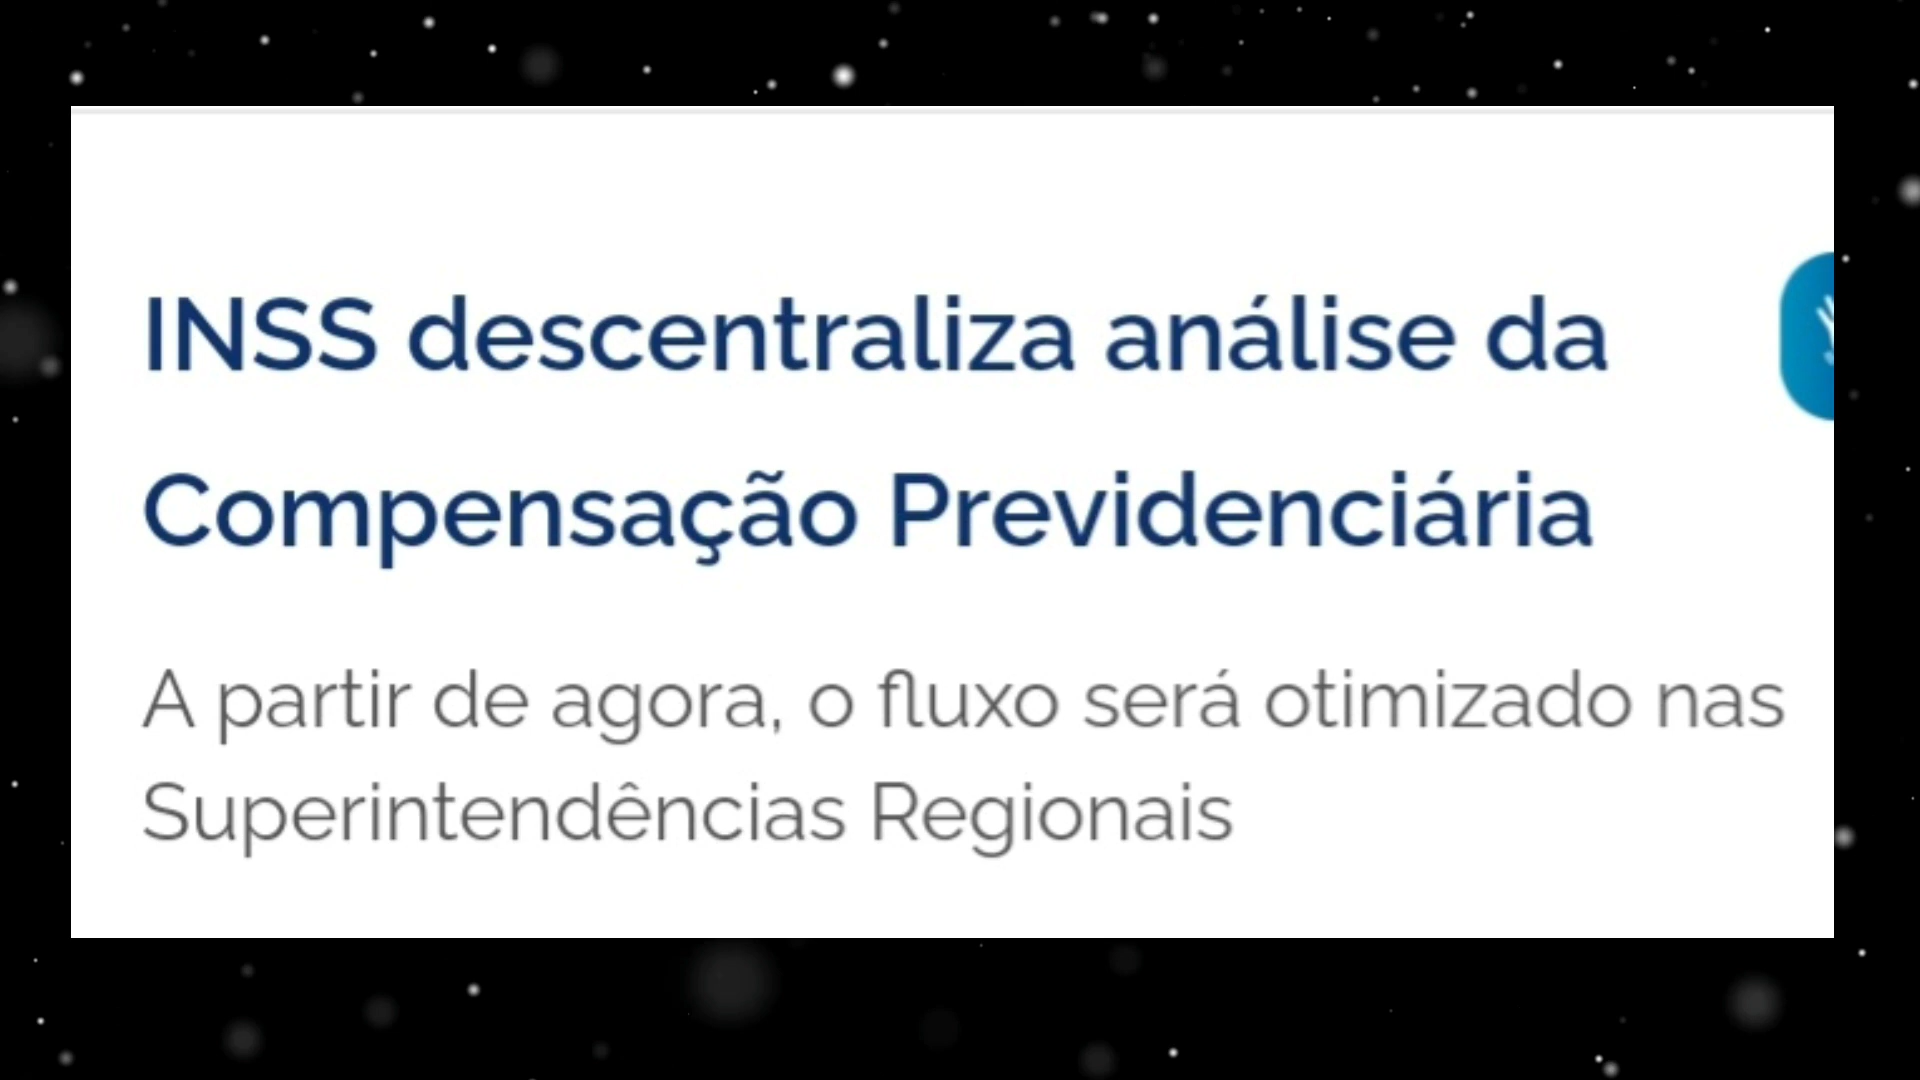 INSS descentraliza análise da
Compensação Previdenciária
A partir de agora, o fluxo será otimizado nas
Superintendências Regionais